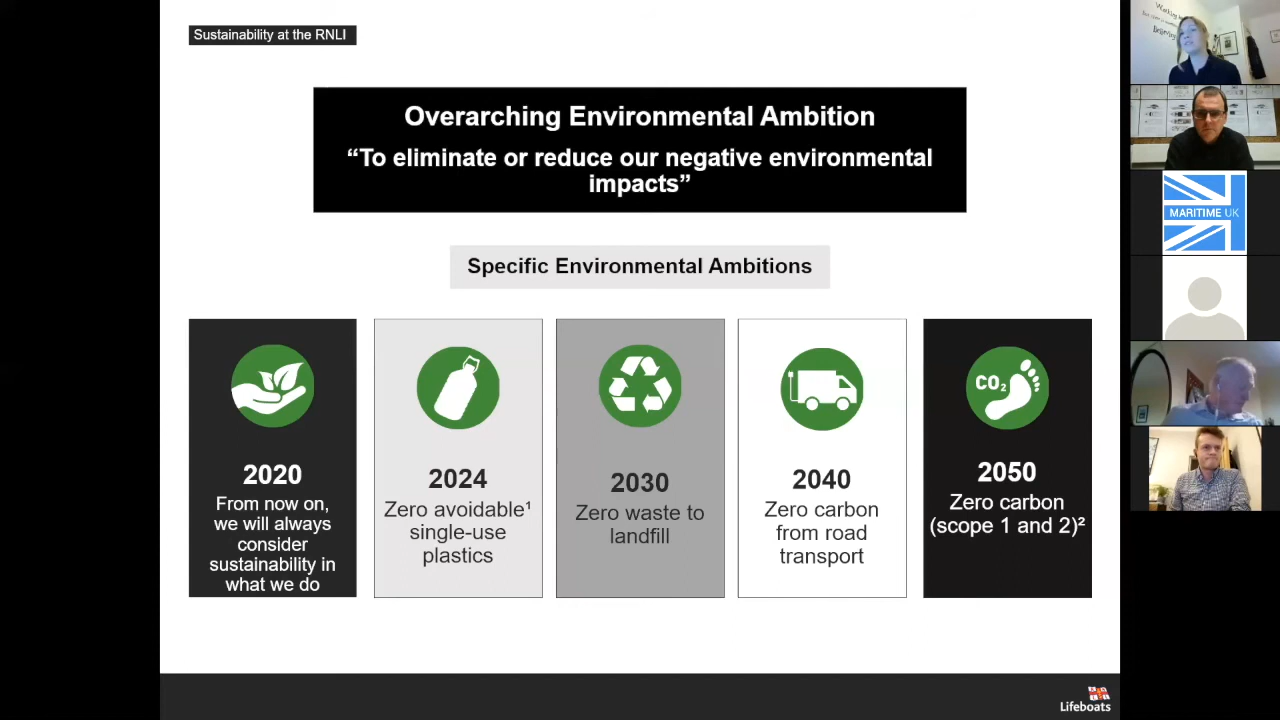 Sustainability at the RNLI
Overarching Environmental Ambition
“To eliminate or reduce our negative environmental
impacts”
Specific Environmental Ambitions
2020
From now on,
we will always
consider
sustainability in
what we do
2024
Zero avoidable¹
single-use
plastics
2030
Zero waste to
landfill
2040
Zero carbon
from road
transport
CO₂
2050
Zero carbon
(scope 1 and 2)²
Lifeboats
Working
Believing
MARITIME UK